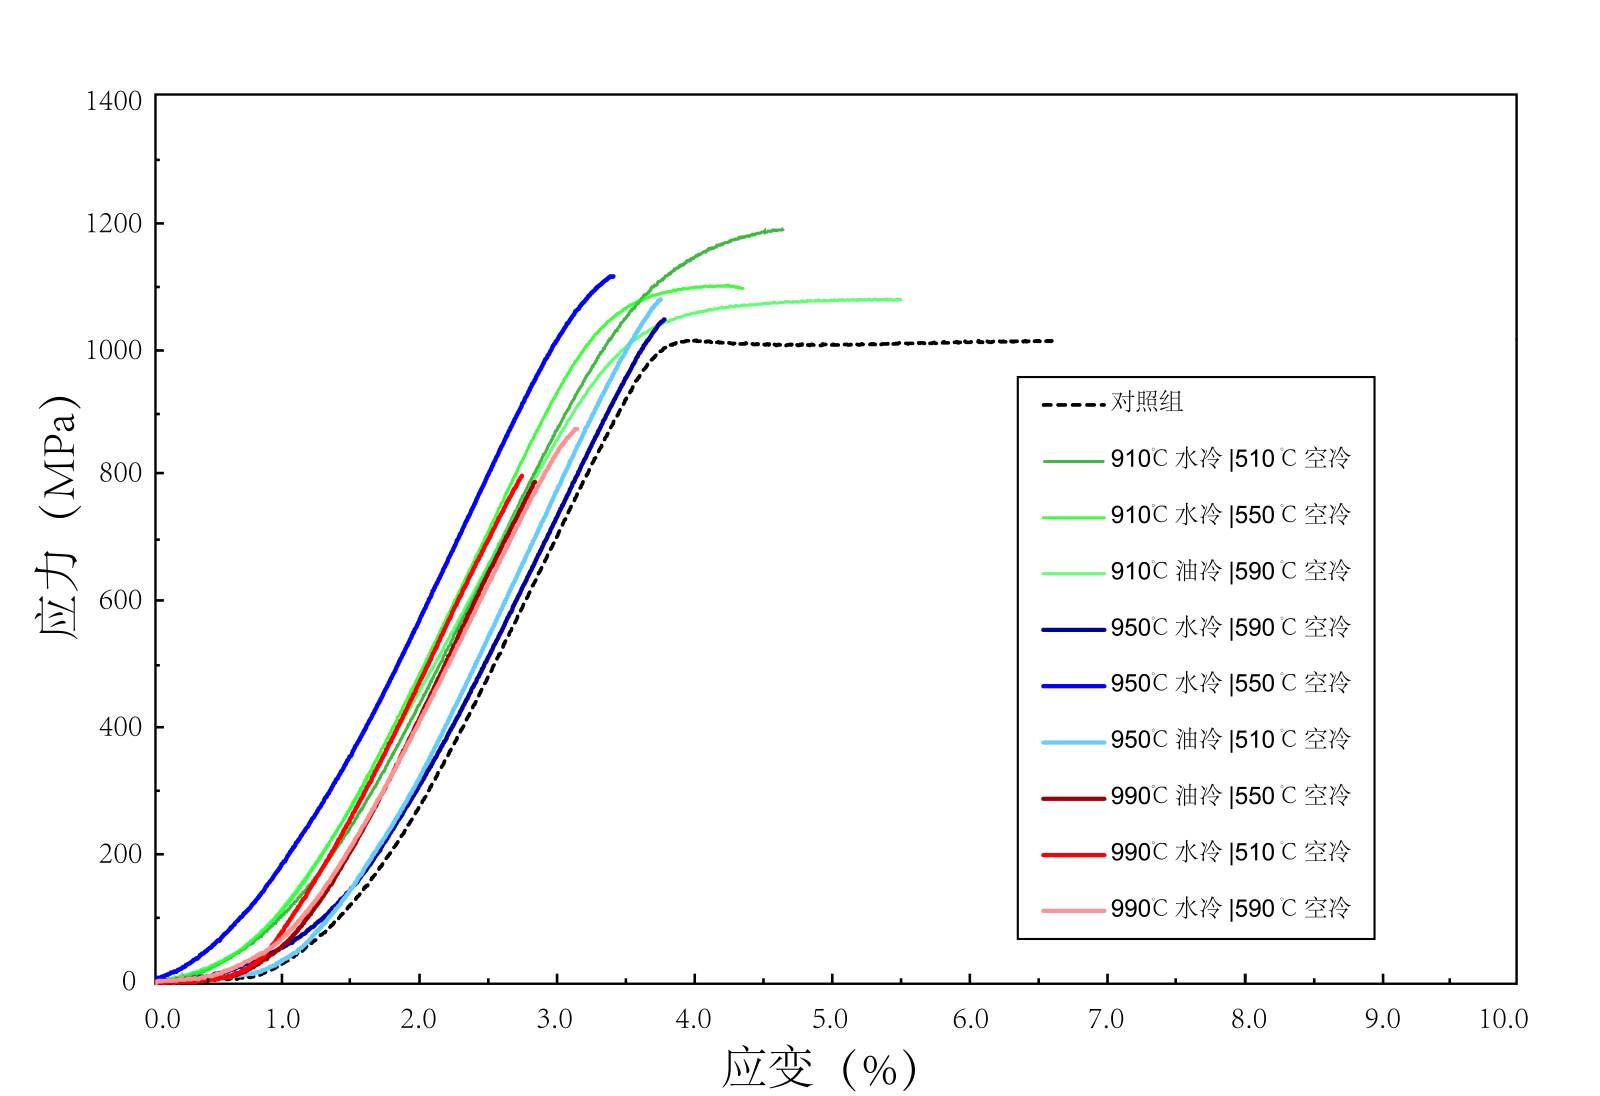 1400
1200
1000
800
600
400
200
0
应力（MPa）
0.0 1.0 2.0 3.0 4.0 5.0 6.0 7.0 8.0 9.0 10.0
应变（%）
对照组
910℃ 水冷 |510℃ 空冷
910℃ 水冷 |550℃ 空冷
910℃ 油冷 |590℃ 空冷
950℃ 水冷 |590℃ 空冷
950℃ 水冷 |550℃ 空冷
950℃ 油冷 |510℃ 空冷
990℃ 油冷 |550℃ 空冷
990℃ 水冷 |510℃ 空冷
990℃ 水冷 |590℃ 空冷